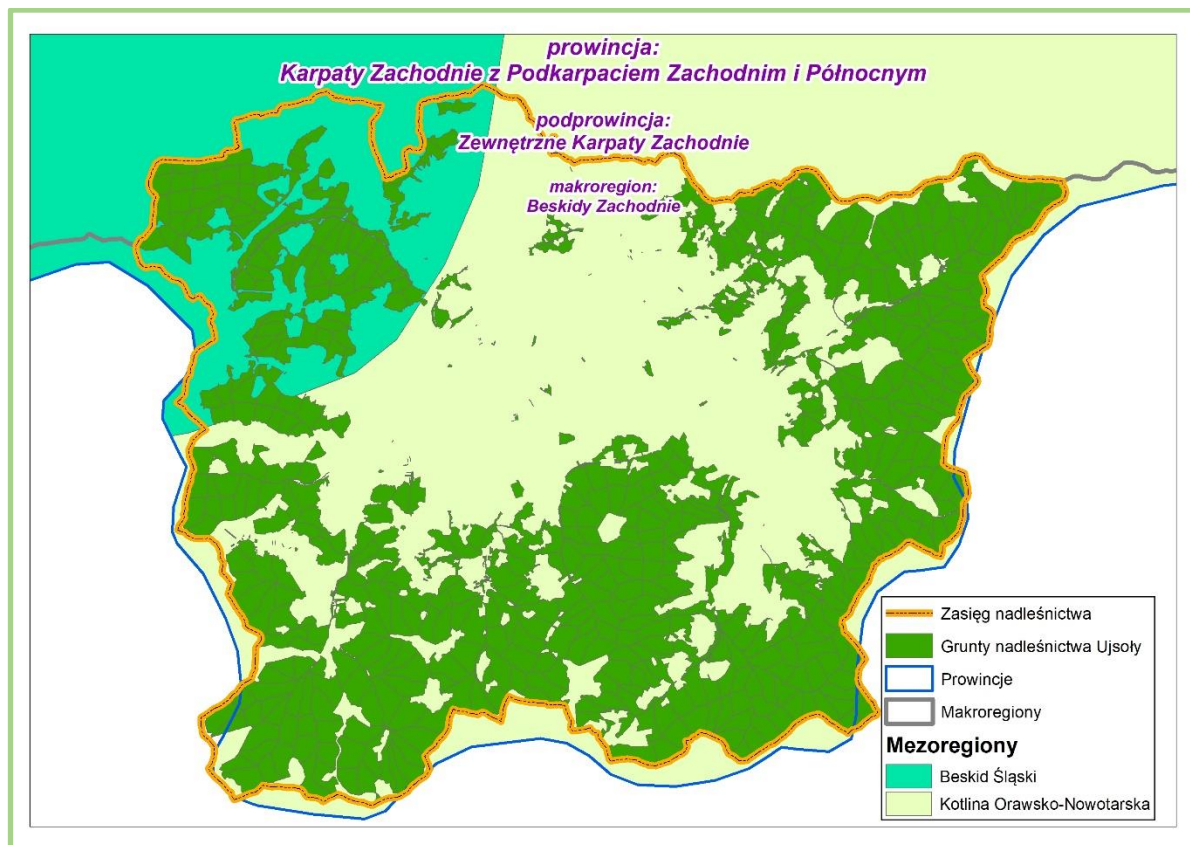 prowincja:
Karpaty Zachodnie z Podkarpaciem Zachodnim i Północnym
podprowincja:
Zewnętrzne Karpaty Zachodnie
makroregion:
Beskidy Zachodnie
Zasięg nadleśnictwa
Grunty nadleśnictwa Ujsoły
Prowincje
Makroregiony
Mezoregiony
Beskid Śląski
Kotlina Orawsko-Nowotarska